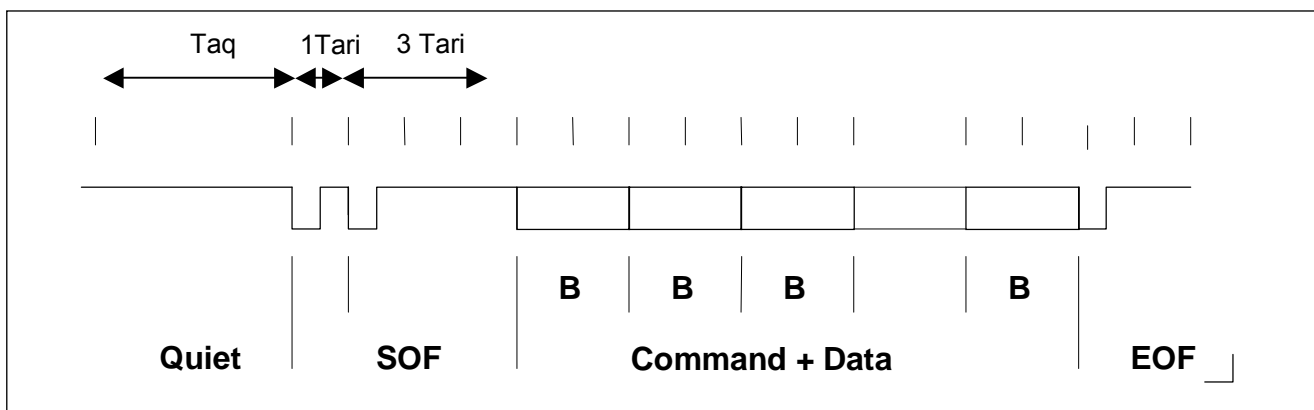 Taq 1Tari 3 Tari
B B B B
Quiet SOF Command + Data EOF